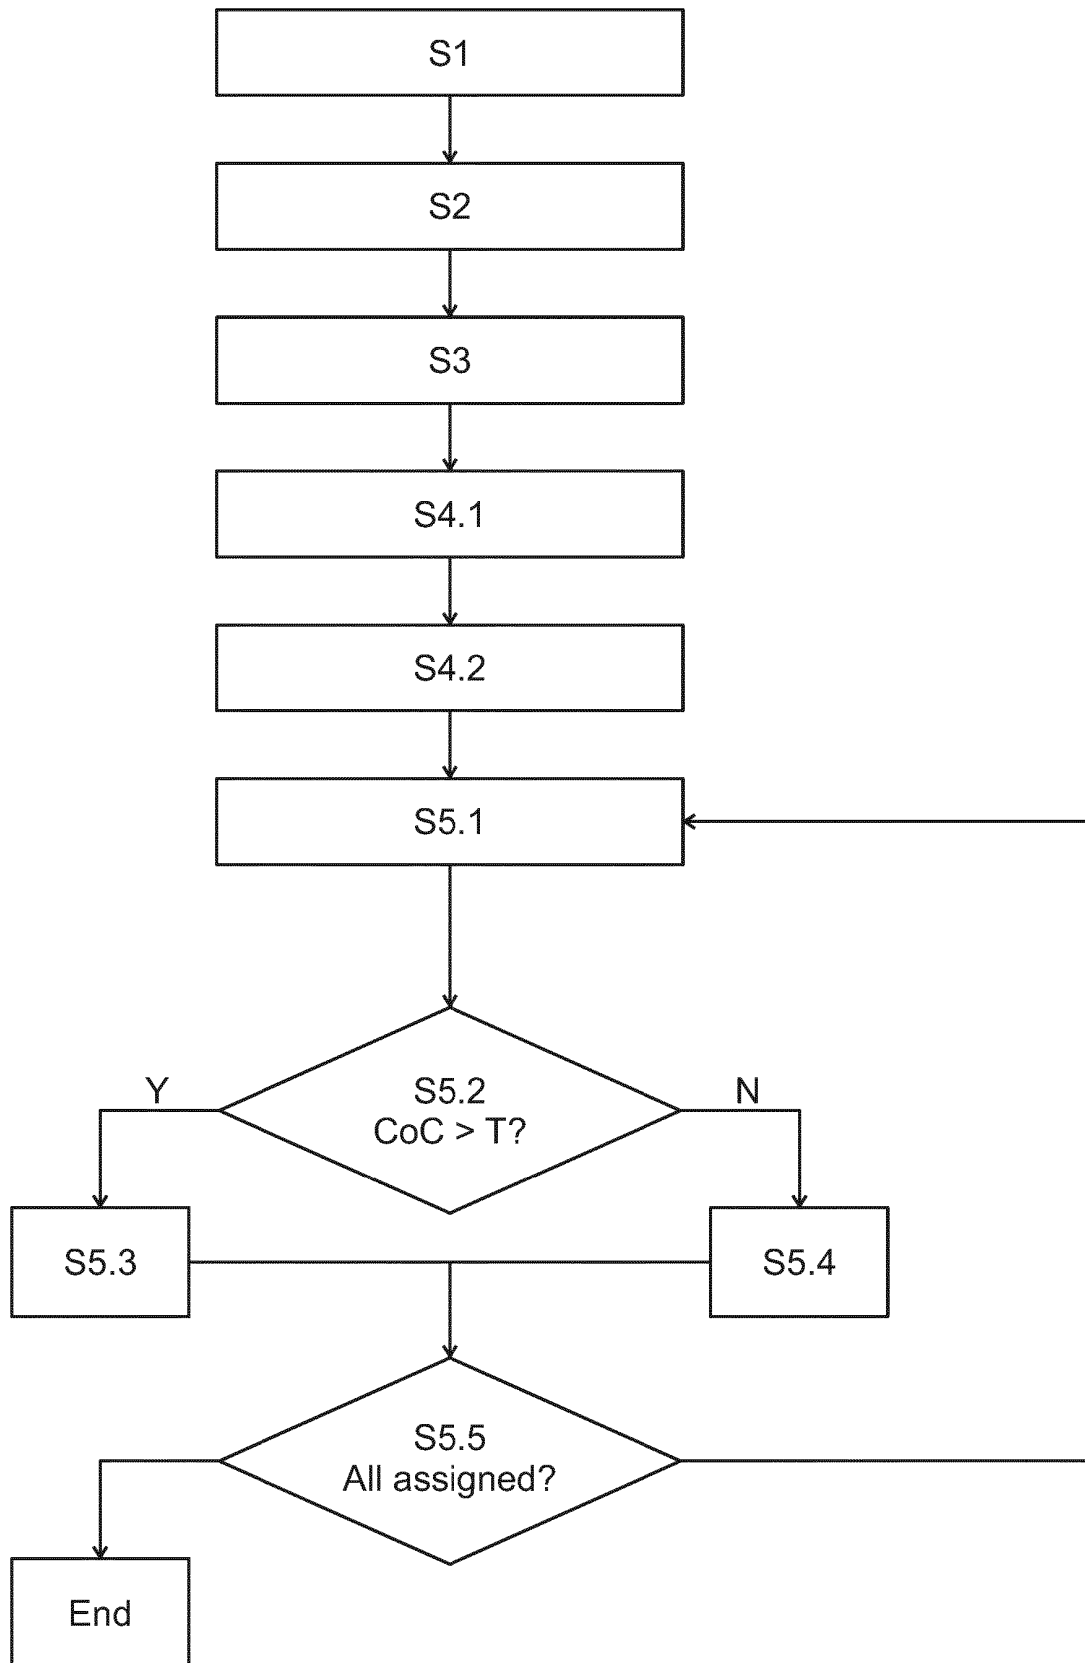 S1
S2
S3
S4.1
S4.2
S5.1
Y
S5.2
CoC > T?
N
S5.3
S5.4
S5.5
All assigned?
End